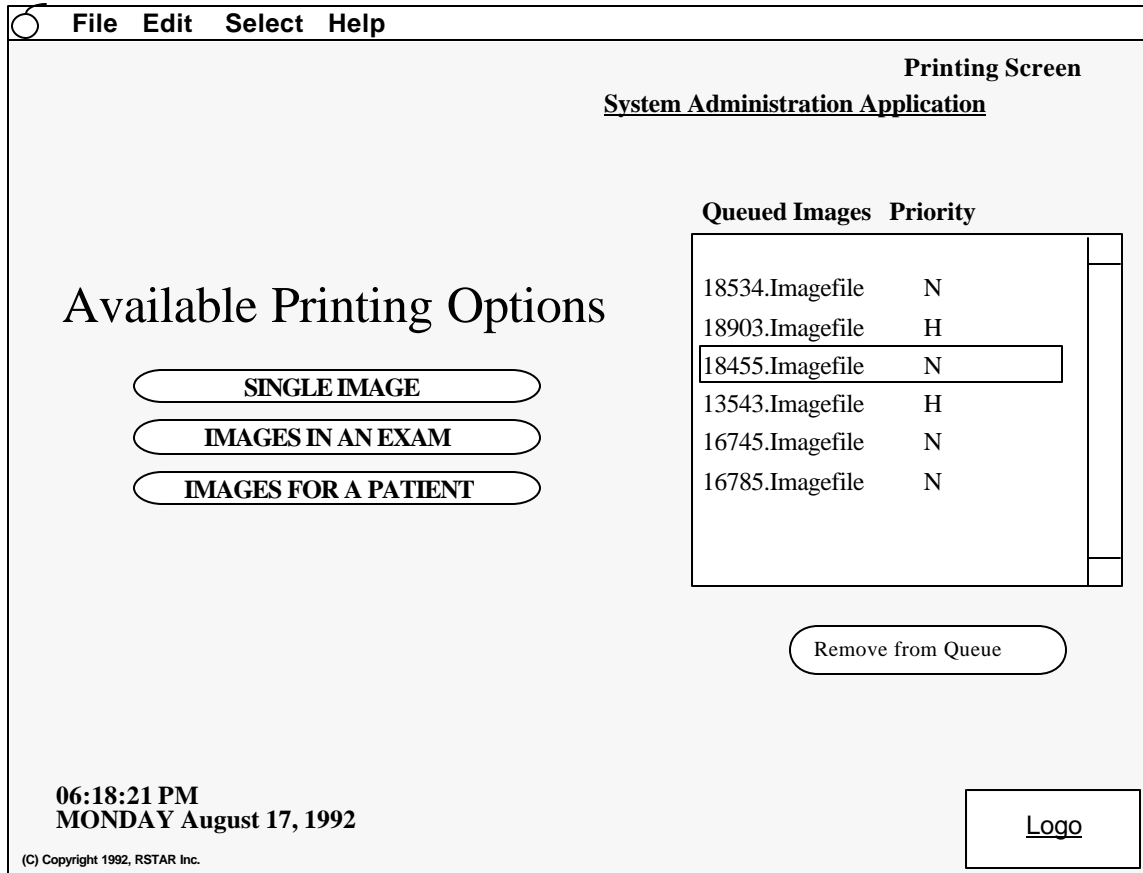 File Edit Select Help
Printing Screen
System Administration Application
Queued Images Priority
Available Printing Options
18534.Imagefile N
18903.Imagefile H
18455.Imagefile N
13543.Imagefile H
16745.Imagefile N
16785.Imagefile N
SINGLE IMAGE
IMAGES IN AN EXAM
IMAGES FOR A PATIENT
Remove from Queue
06:18:21 PM
MONDAY August 17, 1992
Logo
(C) Copyright 1992, RSTAR Inc.